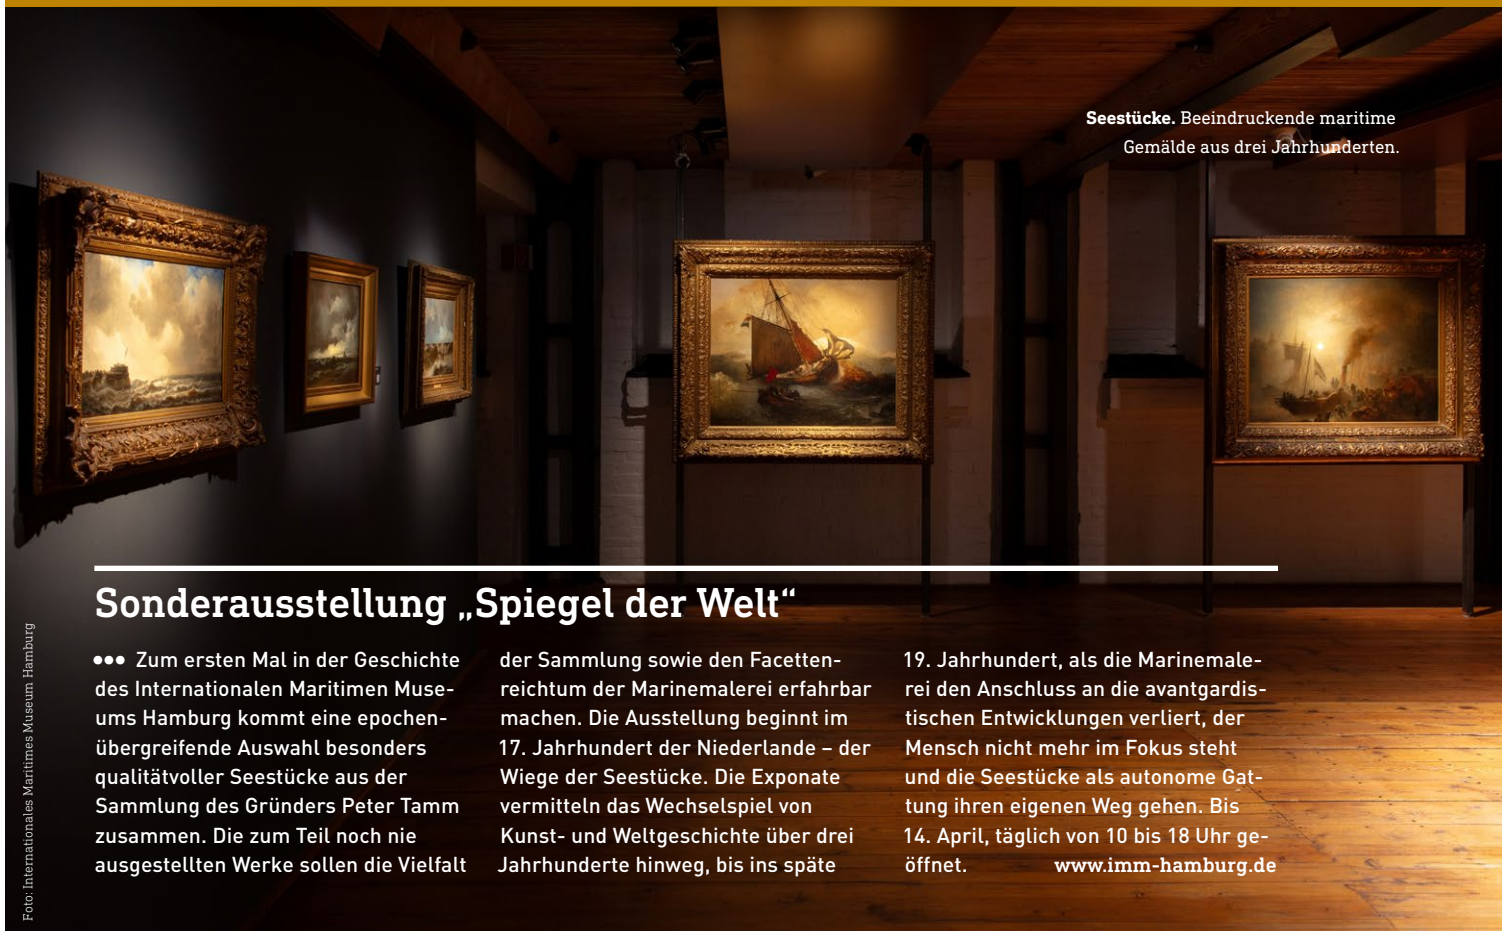 Seestücke. Beeindruckende maritime
Gemälde aus drei Jahrhunderten.
Sonderausstellung „Spiegel der Welt“
••• Zum ersten Mal in der Geschichte
des Internationalen Maritimen Muse-
ums Hamburg kommt eine epochen-
übergreifende Auswahl besonders
qualitätvoller Seestücke aus der
Sammlung des Gründers Peter Tamm
zusammen. Die zum Teil noch nie
ausgestellten Werke sollen die Vielfalt
der Sammlung sowie den Facetten-
reichtum der Marinemalerei erfahrbar
machen. Die Ausstellung beginnt im
17. Jahrhundert der Niederlande – der
Wiege der Seestücke. Die Exponate
vermitteln das Wechselspiel von
Kunst- und Weltgeschichte über drei
Jahrhunderte hinweg, bis ins späte
19. Jahrhundert, als die Marinemale-
rei den Anschluss an die avantgardis-
tischen Entwicklungen verliert, der
Mensch nicht mehr im Fokus steht
und die Seestücke als autonome Gat-
tung ihren eigenen Weg gehen. Bis
14. April, täglich von 10 bis 18 Uhr ge-
öffnet. www.imm-hamburg.de
Foto: Internationales Maritimes Museum Hamburg